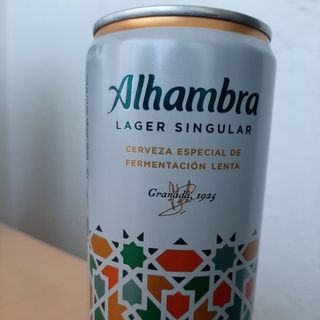 Alhambra
LAGER SINGULAR
CERVEZA ESPECIAL DE
FERMENTACIÓN LENTA
Granada, 1925